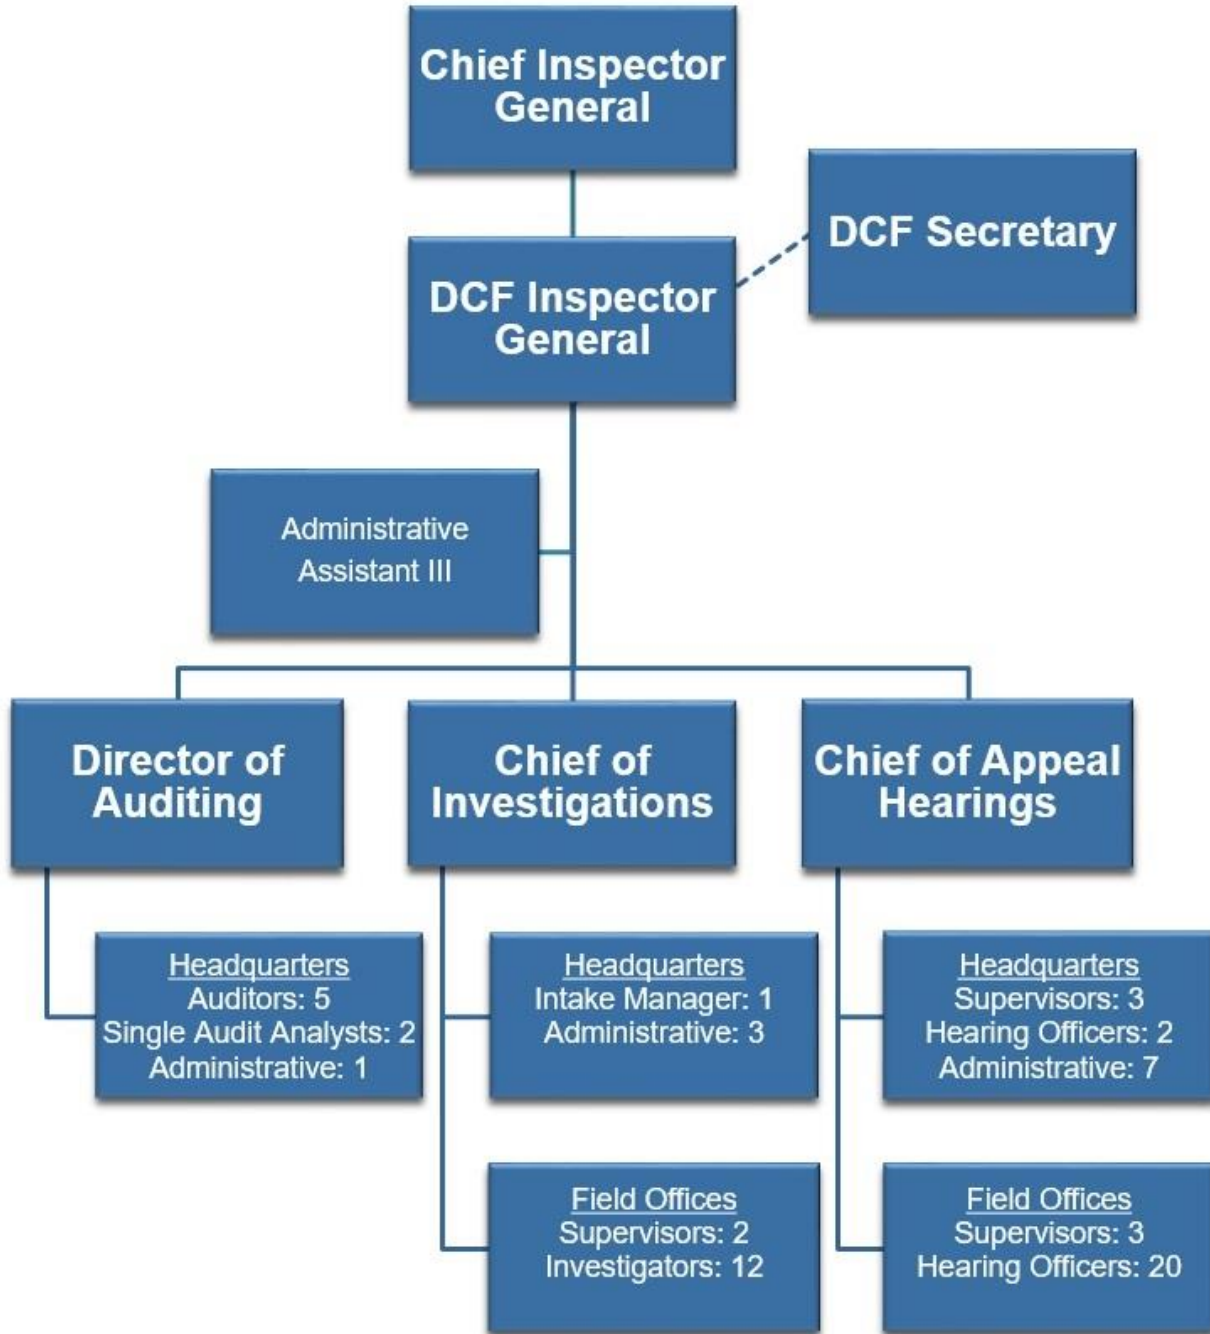 Chief Inspector
General
DCF Secretary
DCF Inspector
General
Administrative
Assistant III
Director of
Auditing
Chief of
Investigations
Chief of Appeal
Hearings
Headquarters
Auditors: 5
Single Audit Analysts: 2
Administrative: 1
Headquarters
Intake Manager: 1
Administrative: 3
Headquarters
Supervisors: 3
Hearing Officers: 2
Administrative: 7
Field Offices
Supervisors: 2
Investigators: 12
Field Offices
Supervisors: 3
Hearing Officers: 20